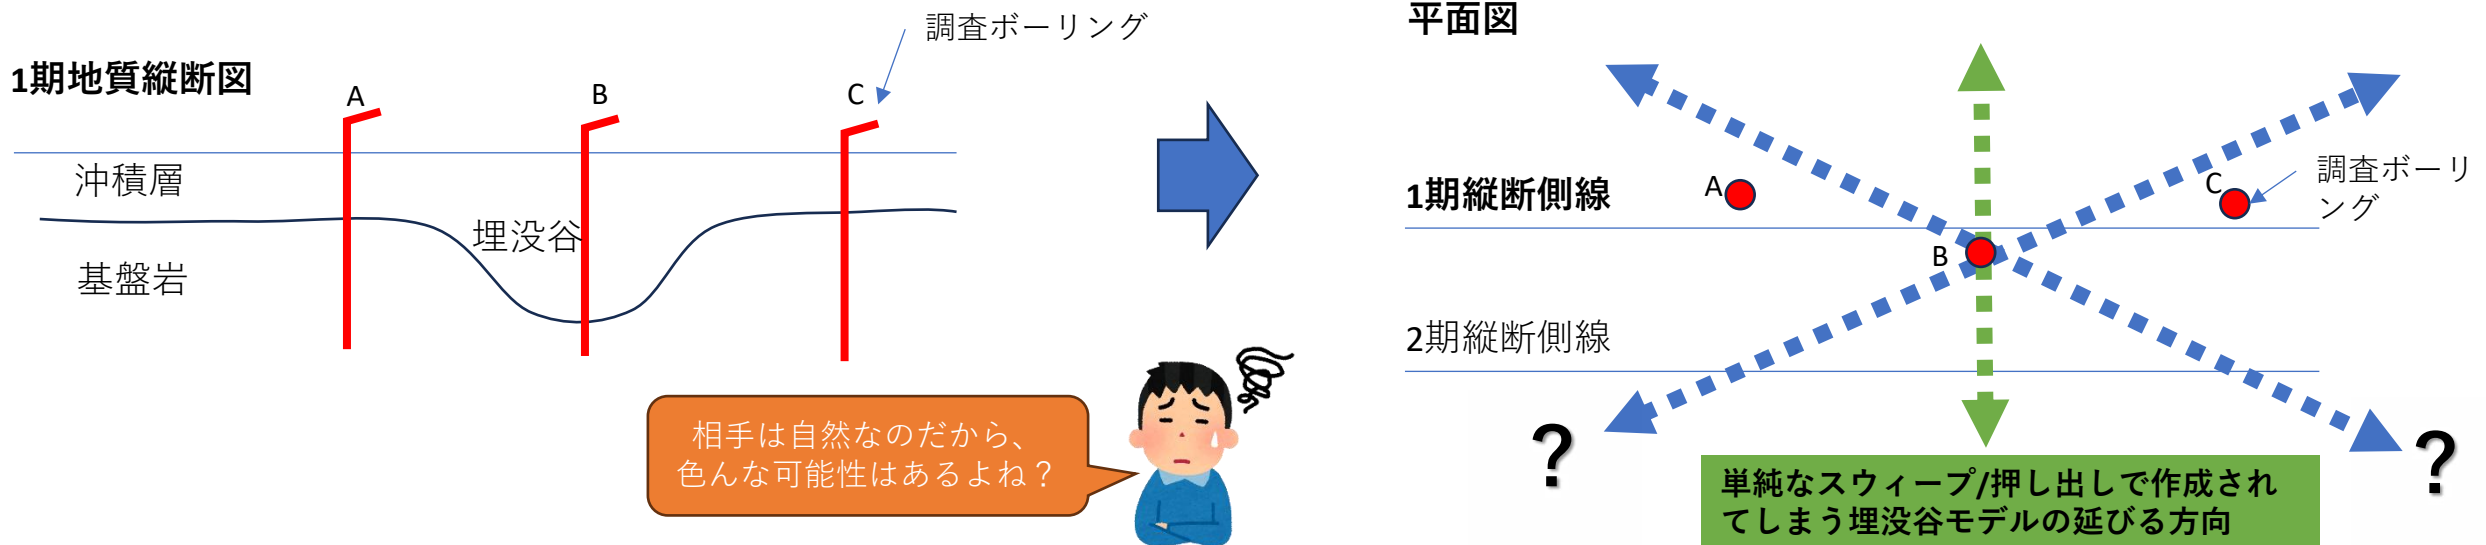 1期地質縦断図
調査ボーリング
A
B
C
沖積層
埋没谷
基盤岩
相手は自然なのだから、
色んな可能性はあるよね？
平面図
1期縦断側線
A
B
C
調査ボーリ
ング
2期縦断側線
?
?
単純なスウィープ/押し出しで作成され
てしまう埋没谷モデルの延びる方向